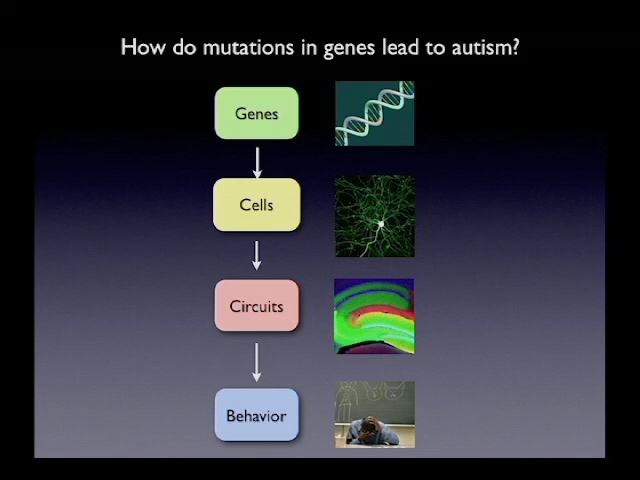 How do mutations in genes lead to autism?
Genes
Cells
Circuits
Behavior